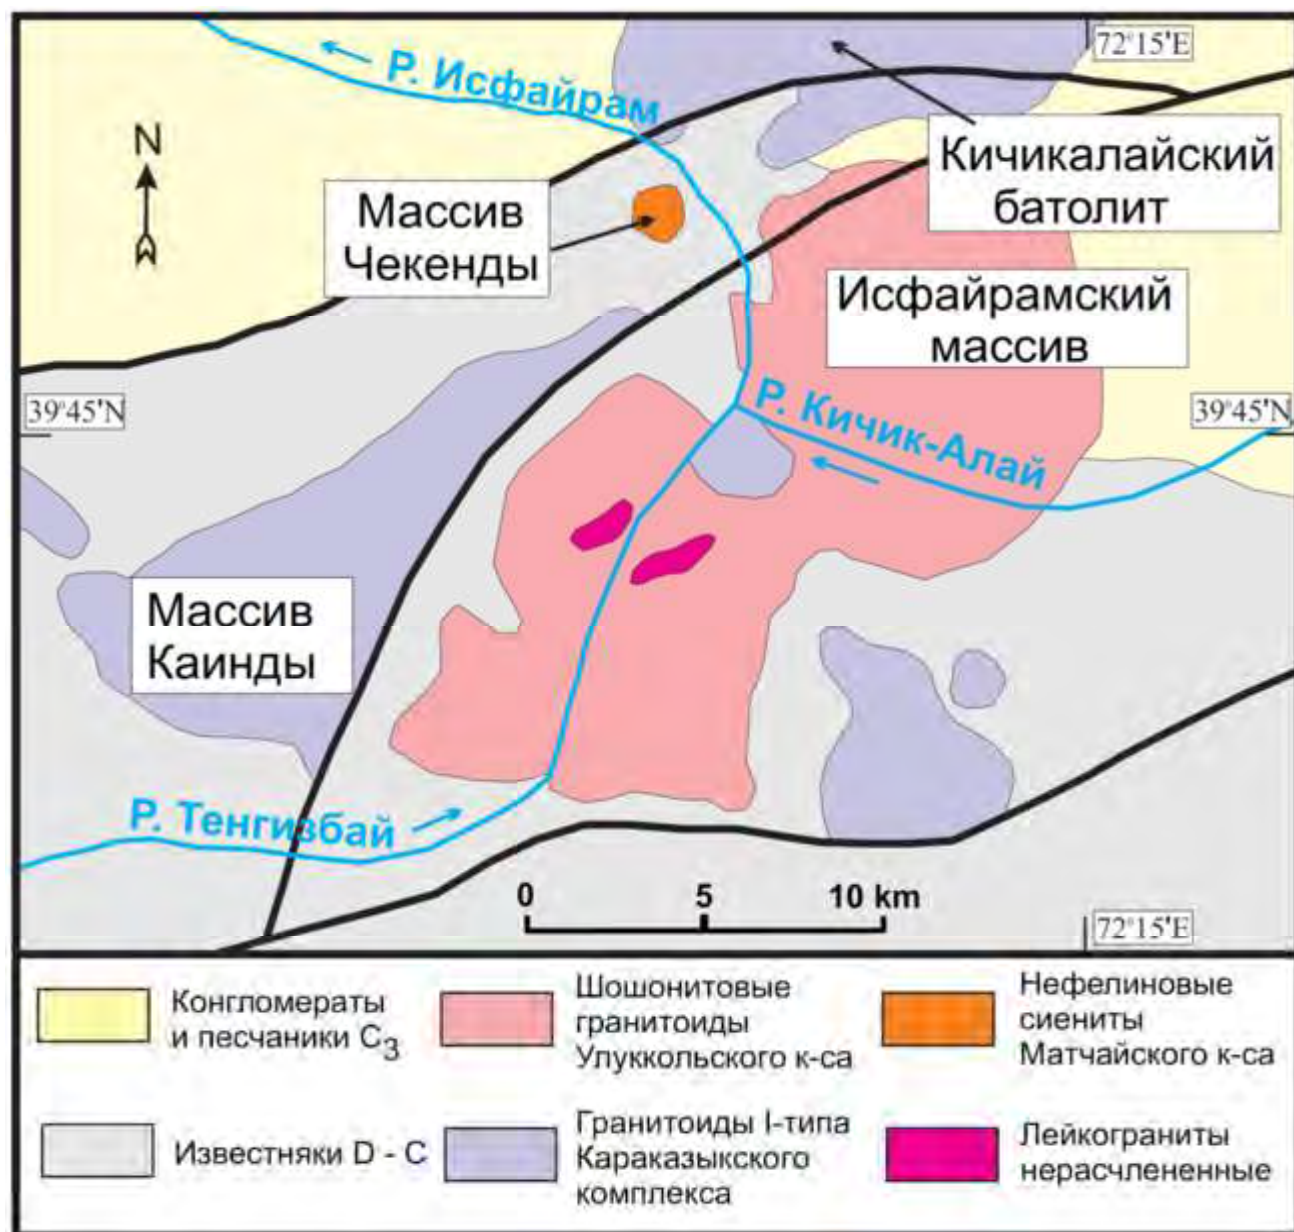 72°15'E
Р. Исфайрам
N
Кичикалайский
батолит
Массив
Чекенды
Исфайрамский
массив
39°45'N
39°45'N
Р. Кичик-Алай
Массив
Каинды
Р. Тенгизбай
0 5 10 km
72°15'E
Конгломераты
и песчаники C3
Шошонитовые
гранитоиды
Улуккольского к-са
Нефелиновые
сиениты
Матчайского к-са
Известняки D - C
Гранитоиды I-типа
Караказыкского
комплекса
Лейкограниты
нерасчлененные